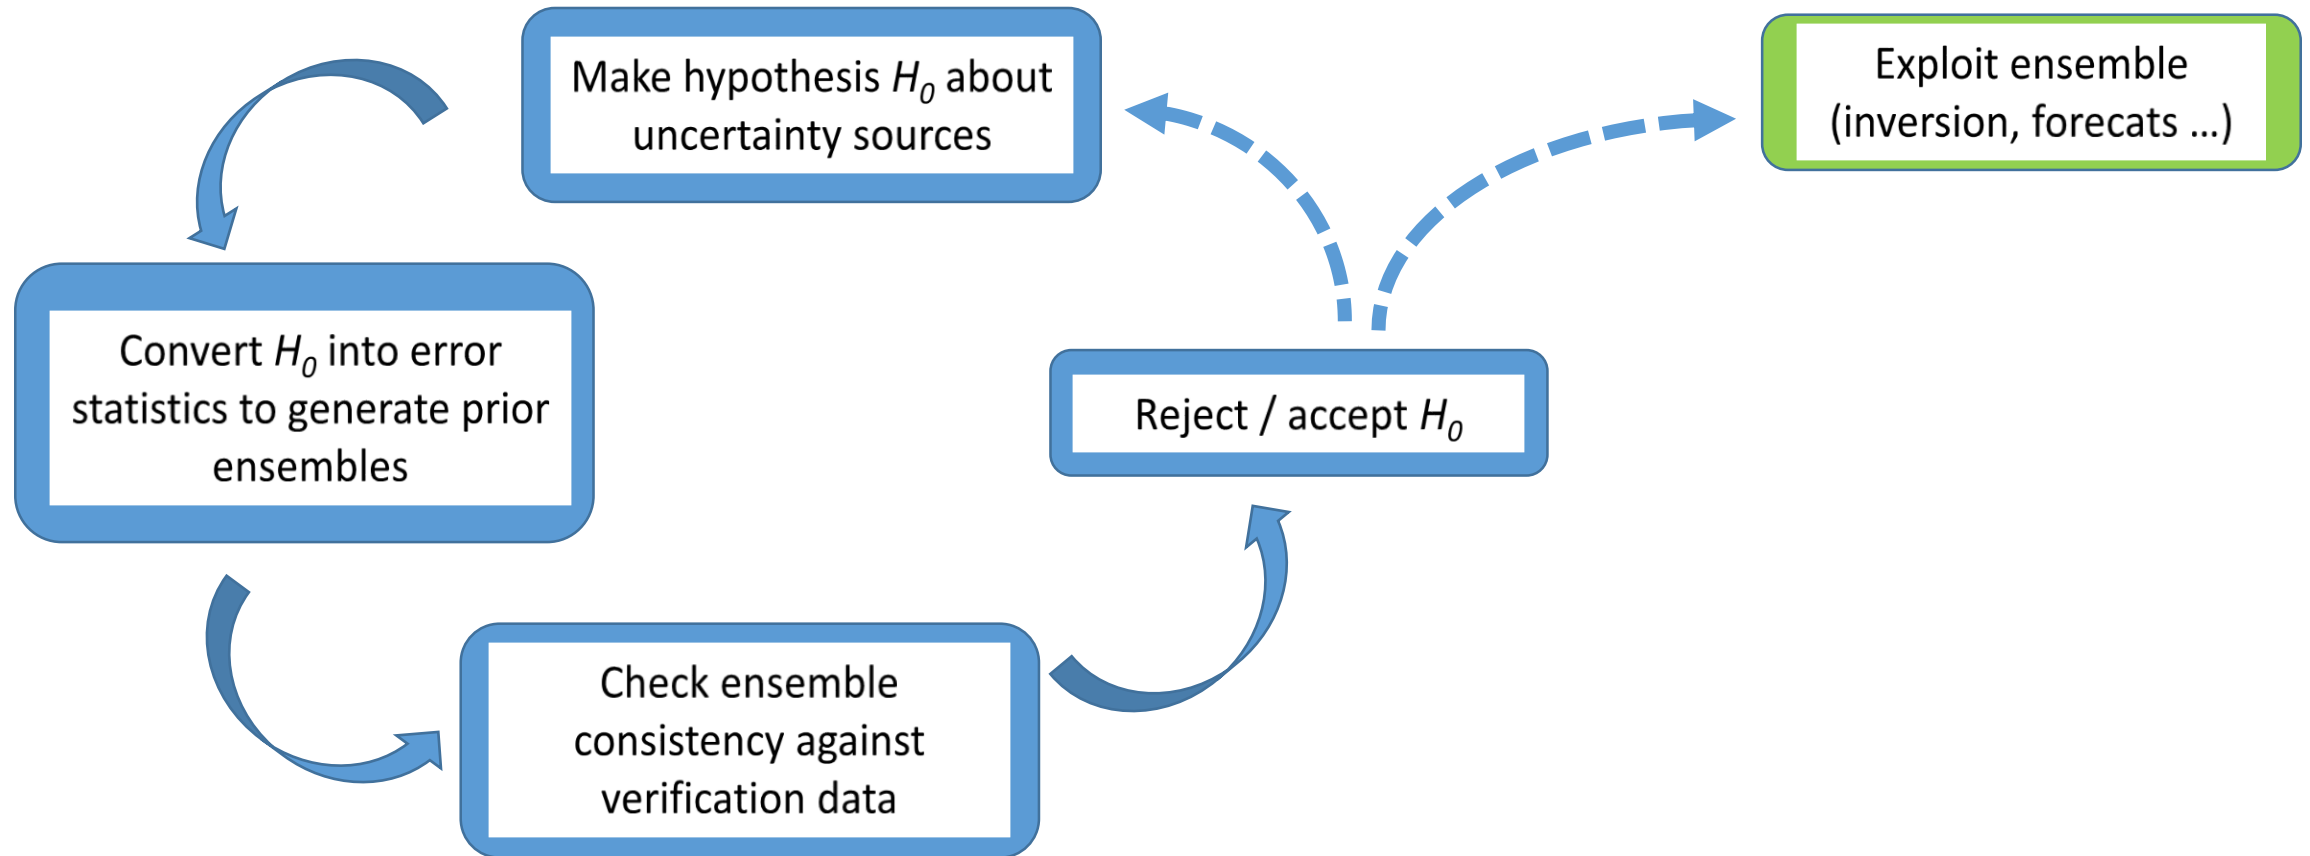 Make hypothesis H0 about
uncertainty sources
Exploit ensemble
(inversion, forecats ...)
Convert H0 into error
statistics to generate prior
ensembles
Reject / accept H0
Check ensemble
consistency against
verification data